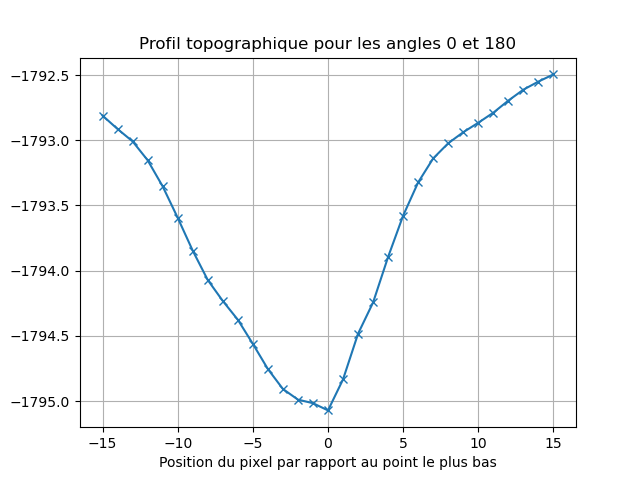 Profil topographique pour les angles 0 et 180
−1792.5
−1793.0
−1793.5
−1794.0
−1794.5
−1795.0
−15 −10 −5 0 5 10 15
Position du pixel par rapport au point le plus bas